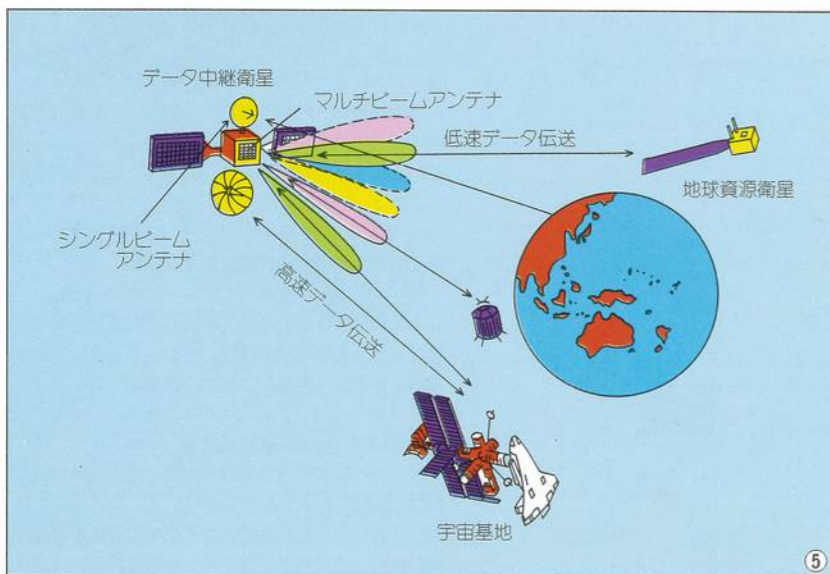 データ中継衛星
マルチビームアンテナ
低速データ伝送
地球資源衛星
シングルビーム
アンテナ
高速データ伝送
宇宙基地
⑤